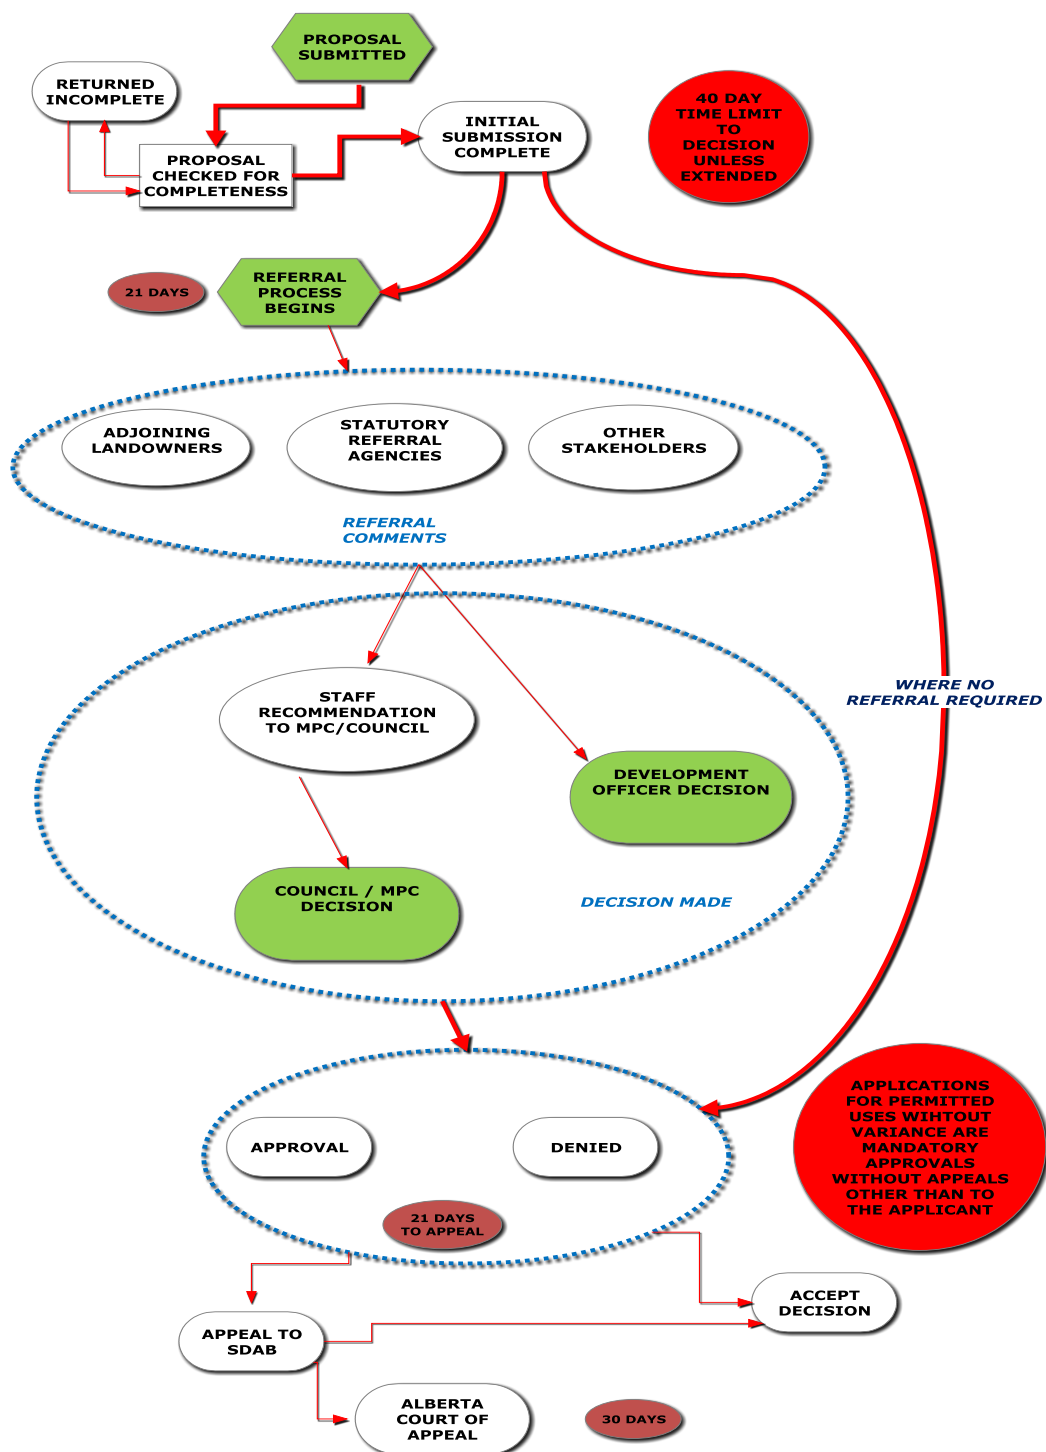 PROPOSAL
SUBMITTED
RETURNED
INCOMPLETE
INITIAL
SUBMISSION
COMPLETE
40 DAY
TIME LIMIT
TO
DECISION
UNLESS
EXTENDED
PROPOSAL
CHECKED FOR
COMPLETENESS
21 DAYS
REFERRAL
PROCESS
BEGINS
ADJOINING
LANDOWNERS
STATUTORY
REFERRAL
AGENCIES
OTHER
STAKEHOLDERS
REFERRAL
COMMENTS
WHERE NO
REFERRAL REQUIRED
STAFF
RECOMMENDATION
TO MPC/COUNCIL
DEVELOPMENT
OFFICER DECISION
COUNCIL / MPC
DECISION
DECISION MADE
APPROVAL
DENIED
21 DAYS
TO APPEAL
APPLICATIONS
FOR PERMITTED
USES WIHTOUT
VARIANCE ARE
MANDATORY
APPROVALS
WITHOUT APPEALS
OTHER THAN TO
THE APPLICANT
ACCEPT
DECISION
APPEAL TO
SDAB
ALBERTA
COURT OF
APPEAL
30 DAYS